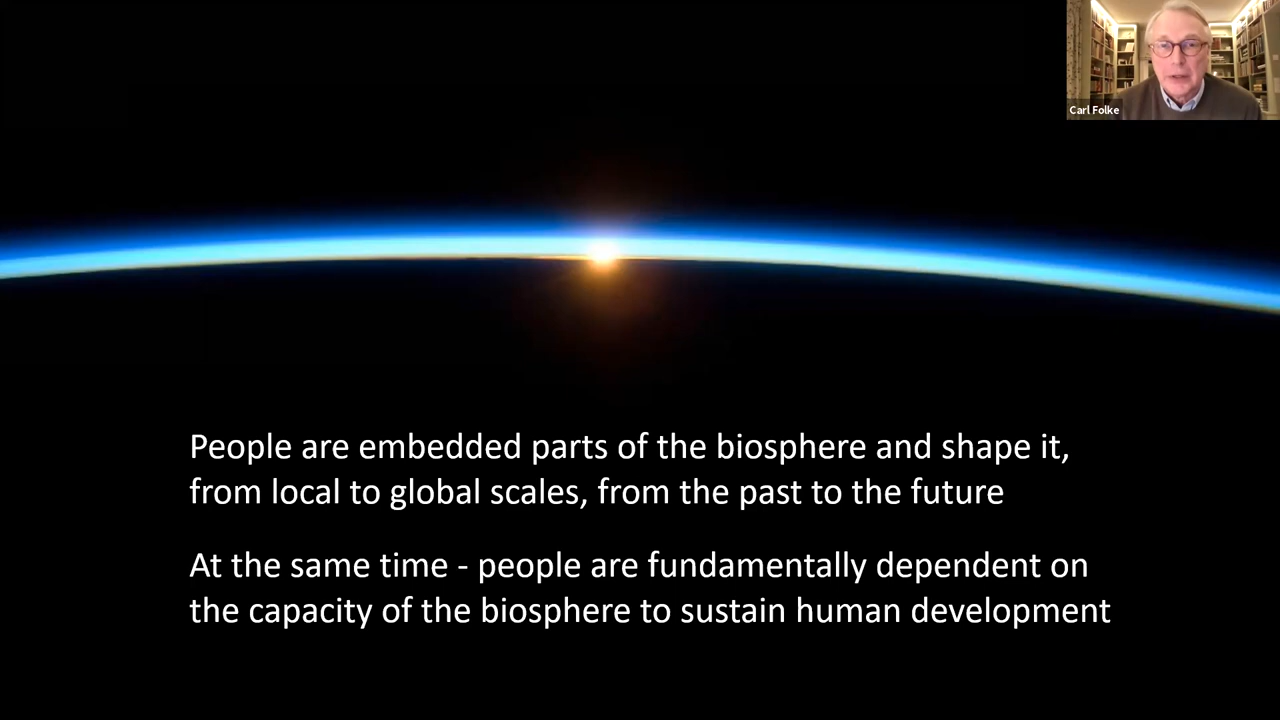 Carl Folke
People are embedded parts of the biosphere and shape it,
from local to global scales, from the past to the future
At the same time - people are fundamentally dependent on
the capacity of the biosphere to sustain human development